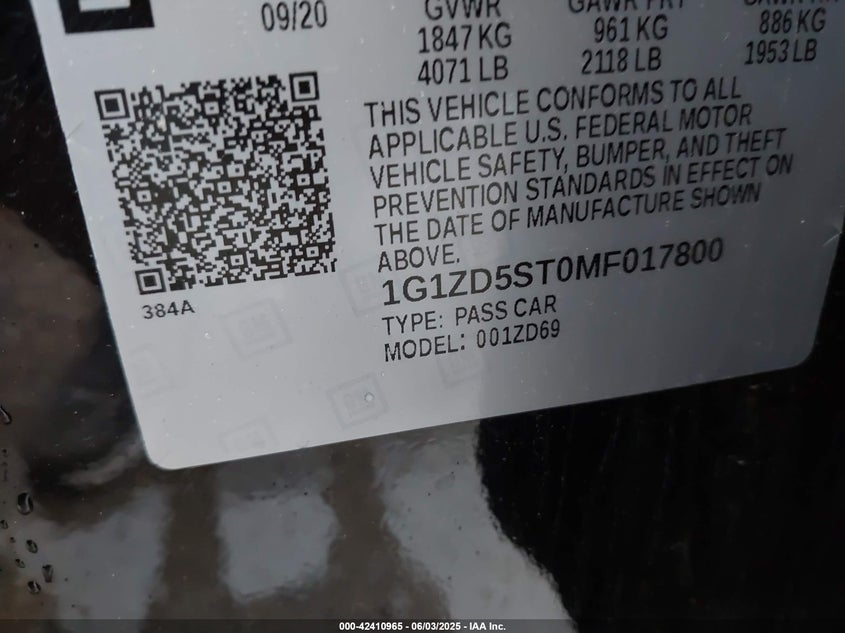 09/20
GVWR
1847 KG
4071 LB
961 KG
2118 LB
886 KG
1953 LB
THIS VEHICLE CONFORMS TO ALL
APPLICABLE U.S. FEDERAL MOTOR
VEHICLE SAFETY, BUMPER, AND THEFT
PREVENTION STANDARDS IN EFFECT ON
THE DATE OF MANUFACTURE SHOWN
ABOVE.
1G1ZD5ST0MF017800
TYPE: PASS CAR
MODEL: 001ZD69
384A
000-42410965 | 06/03/2025 - IAA Inc.